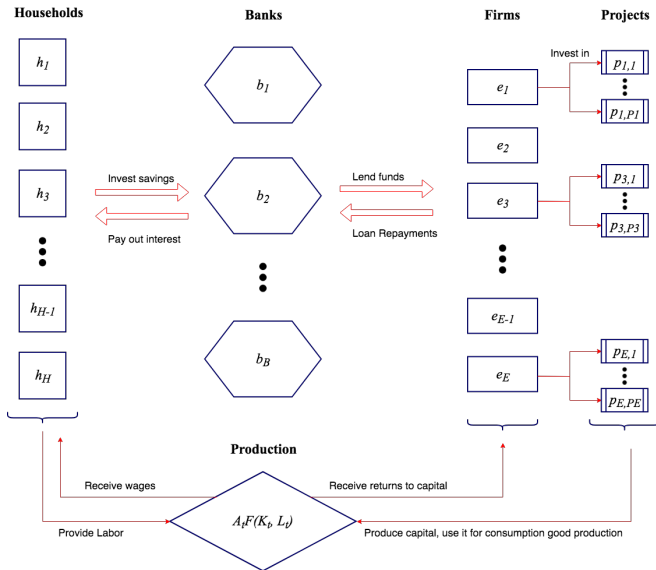 Households
Banks
Firms
Projects
h1
h2
h3
hH-1
hH
Invest savings
Pay out interest
b1
b2
bB
Lend funds
Loan Repayments
e1
e2
e3
eE-1
eE
Invest in
p1,1
p1,P1
p3,1
p3,P3
pE,1
pE,PE
Production
Receive wages
Receive returns to capital
AtF(Kt, Lt)
Provide Labor
Produce capital, use it for consumption good production